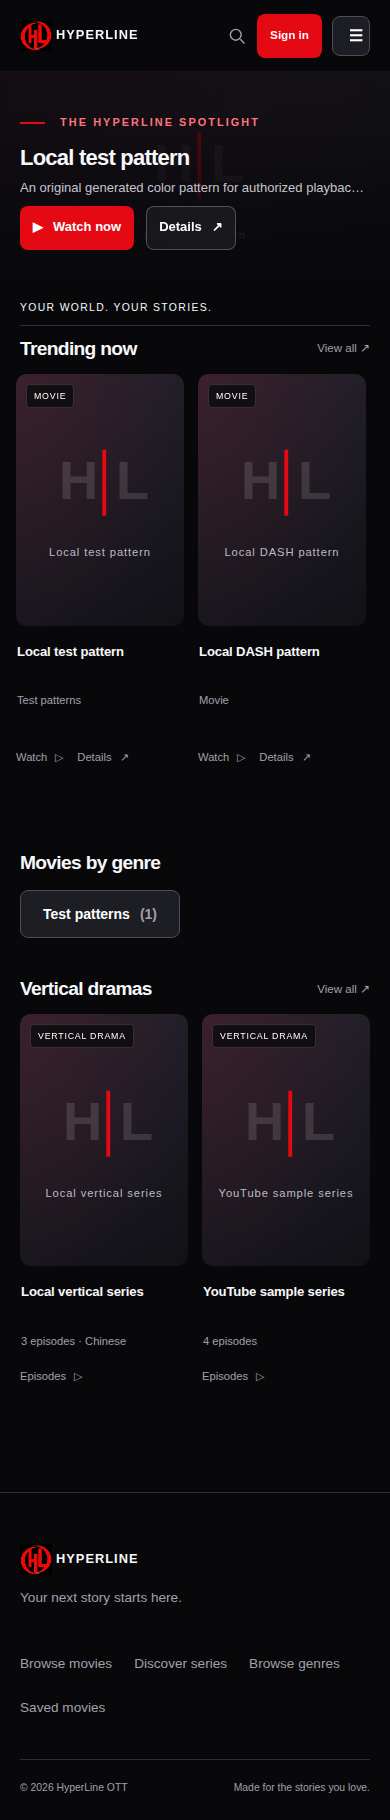 HL HYPERLINE Sign in ☰
THE HYPERLINE SPOTLIGHT
Local test pattern
An original generated color pattern for authorized playbac…
▶ Watch now Details ↗
YOUR WORLD. YOUR STORIES.
Trending now View all ↗
MOVIE MOVIE
H|L H|L
Local test pattern Local DASH pattern
Local test pattern Local DASH pattern
Test patterns Movie
Watch ▷ Details ↗ Watch ▷ Details ↗
Movies by genre
Test patterns (1)
Vertical dramas View all ↗
VERTICAL DRAMA VERTICAL DRAMA
H|L H|L
Local vertical series YouTube sample series
Local vertical series YouTube sample series
3 episodes · Chinese 4 episodes
Episodes ▷ Episodes ▷
HL HYPERLINE
Your next story starts here.
Browse movies Discover series Browse genres
Saved movies
© 2026 HyperLine OTT Made for the stories you love.